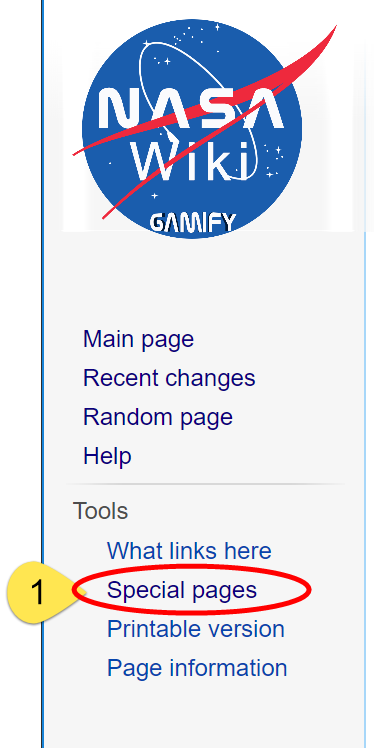 NASA
Wiki
GAMIFY
Main page
Recent changes
Random page
Help
Tools
What links here
1
Special pages
Printable version
Page information